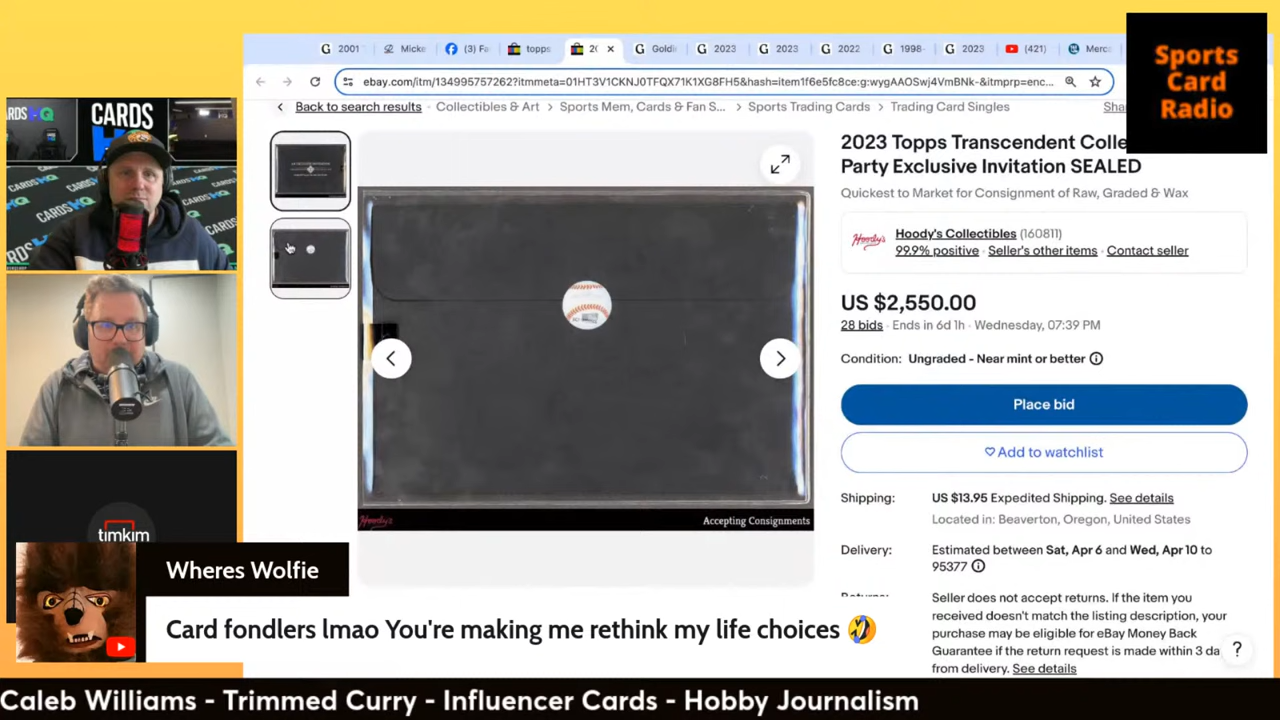 2001
Micke
(3) Fa
topps
Goldi
2023
2023
2022
1998-
2023
(421)
Merc
ebay.com/itm/134995757262?itmmeta=01HT3V1CKNJ0TFQX71K1XG8FH5&hash=item1f6e5fc8ce:g:wygAAOSwj4VmBNk-&itmprp=enc...
Sports
Card
Radio
Back to search results
Collectibles & Art > Sports Mem, Cards & Fan S... > Sports Trading Cards > Trading Card Singles
Sha
CARDS HQ
CARDS
HQ
CARDSHQ
2023 Topps Transcendent Colle
Party Exclusive Invitation SEALED
Quickest to Market for Consignment of Raw, Graded & Wax
Hoody's
Hoody's Collectibles (160811)
99.9% positive · Seller's other items · Contact seller
US $2,550.00
28 bids · Ends in 6d 1h · Wednesday, 07:39 PM
Condition: Ungraded - Near mint or better
Place bid
Add to watchlist
Shipping: US $13.95 Expedited Shipping. See details
Located in: Beaverton, Oregon, United States
Delivery: Estimated between Sat, Apr 6 and Wed, Apr 10 to
95377
Returns:
Seller does not accept returns. If the item you
received doesn't match the listing description, your
purchase may be eligible for eBay Money Back
Guarantee if the return request is made within 3 da
from delivery. See details
?
Hoody's
Accepting Consignments
timkim
Wheres Wolfie
Card fondlers lmao You're making me rethink my life choices 🤣
Caleb Williams - Trimmed Curry - Influencer Cards - Hobby Journalism